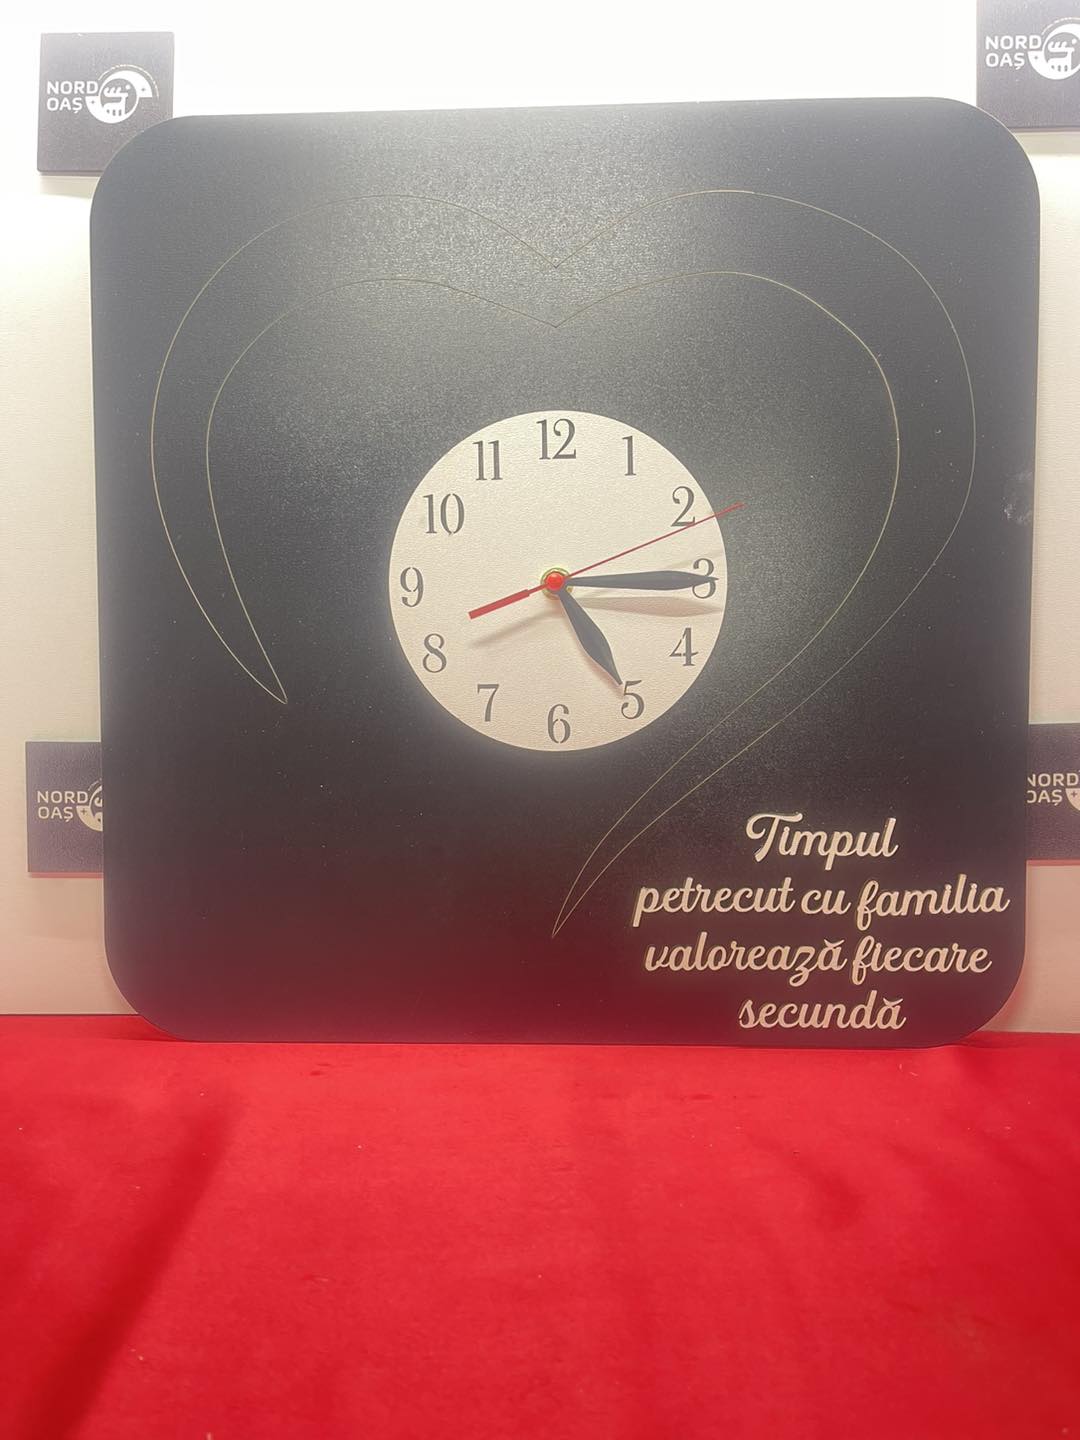 NORD
OAȘ
NORD
OAȘ
12
1
2
3
4
5
6
7
8
9
10
11
NORD
OAȘ
NORD
OAȘ
Timpul
petrecut cu familia
valorează fiecare
secundă